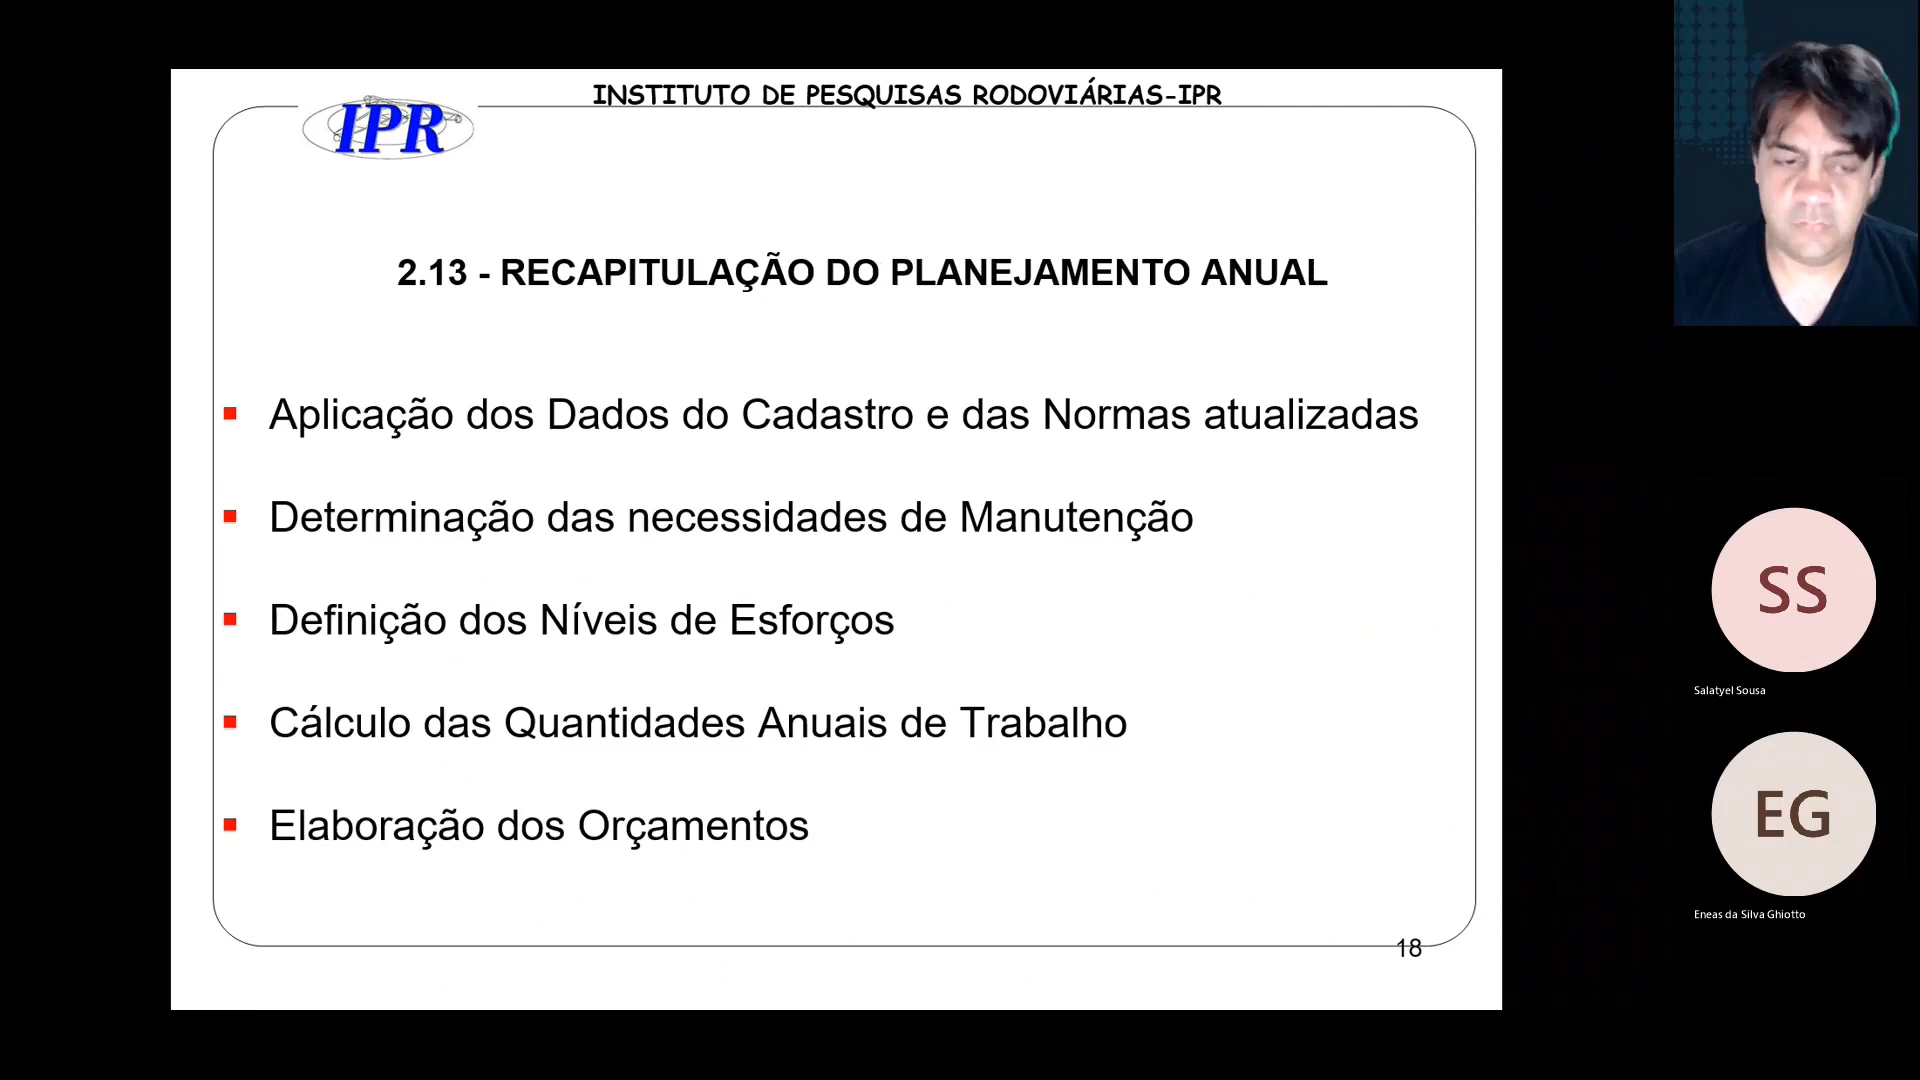 INSTITUTO DE PESQUISAS RODOVIÁRIAS-IPR
IPR
2.13 - RECAPITULAÇÃO DO PLANEJAMENTO ANUAL
Aplicação dos Dados do Cadastro e das Normas atualizadas
Determinação das necessidades de Manutenção
Definição dos Níveis de Esforços
Cálculo das Quantidades Anuais de Trabalho
Elaboração dos Orçamentos
18
SS
Salatyel Sousa
EG
Eneas da Silva Ghiotto